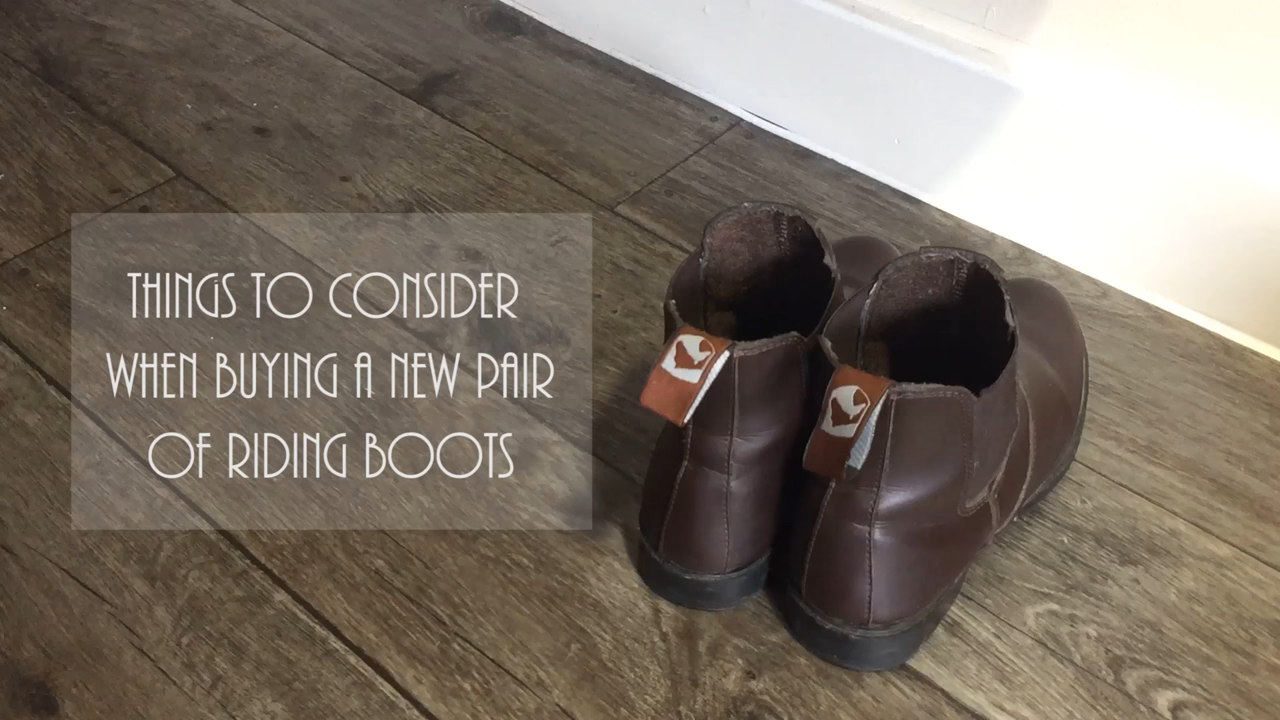 THINGS TO CONSIDER
WHEN BUYING A NEW PAIR
OF RIDING BOOTS